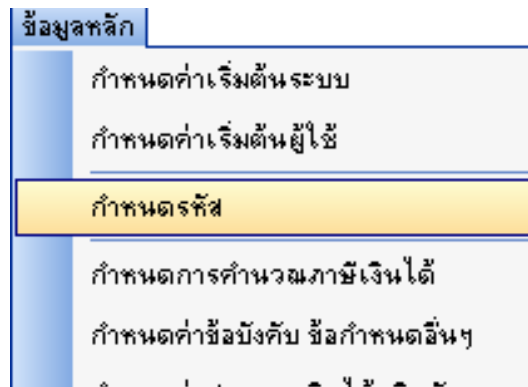 ข้อมูลหลัก
กำหนดค่าเริ่มต้นระบบ
กำหนดค่าเริ่มต้นผู้ใช้
กำหนดรหัส
กำหนดการคำนวณภาษีเงินได้
กำหนดค่าข้อบังคับ ข้อกำหนดอื่นๆ